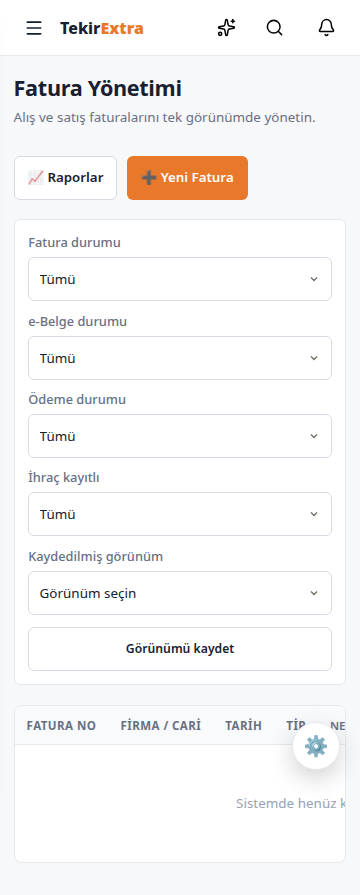 TekirExtra
Fatura Yönetimi
Alış ve satış faturalarını tek görünümde yönetin.
Raporlar
Yeni Fatura
Fatura durumu
Tümü
e-Belge durumu
Tümü
Ödeme durumu
Tümü
İhraç kayıtlı
Tümü
Kaydedilmiş görünüm
Görünüm seçin
Görünümü kaydet
FATURA NO FİRMA / CARİ TARİH TİP NE
Sistemde henüz k